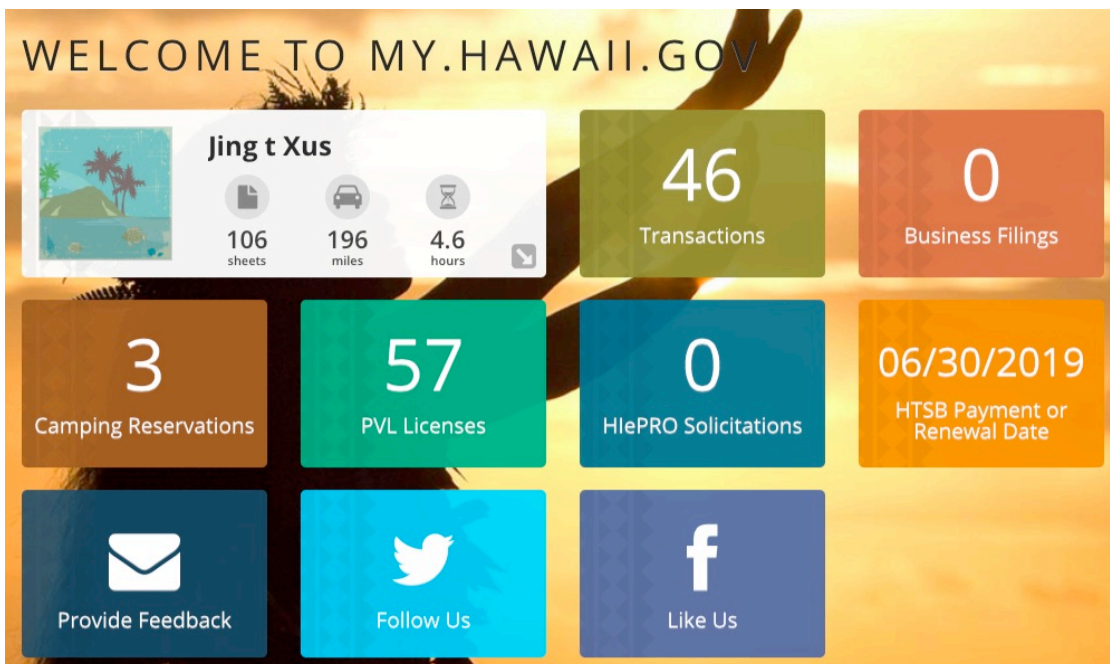 WELCOME TO MY.HAWAII.GOV
Jing t Xus
106
sheets
196
miles
4.6
hours
46
Transactions
0
Business Filings
3
Camping Reservations
57
PVL Licenses
0
HIePRO Solicitations
06/30/2019
HTSB Payment or
Renewal Date
Provide Feedback
Follow Us
Like Us